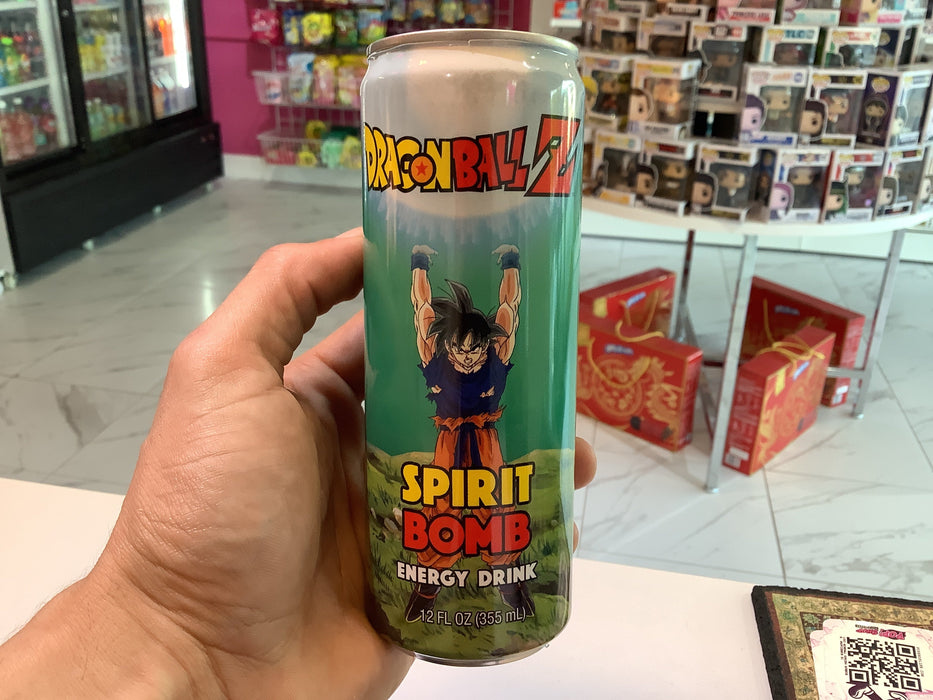 DRAGONBALL Z
SPIRIT
BOMB
ENERGY DRINK
12 FL OZ (355 mL)